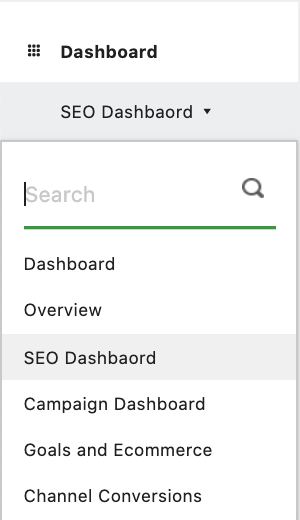 Dashboard
SEO Dashbaord
Search
Dashboard
Overview
SEO Dashbaord
Campaign Dashboard
Goals and Ecommerce
Channel Conversions